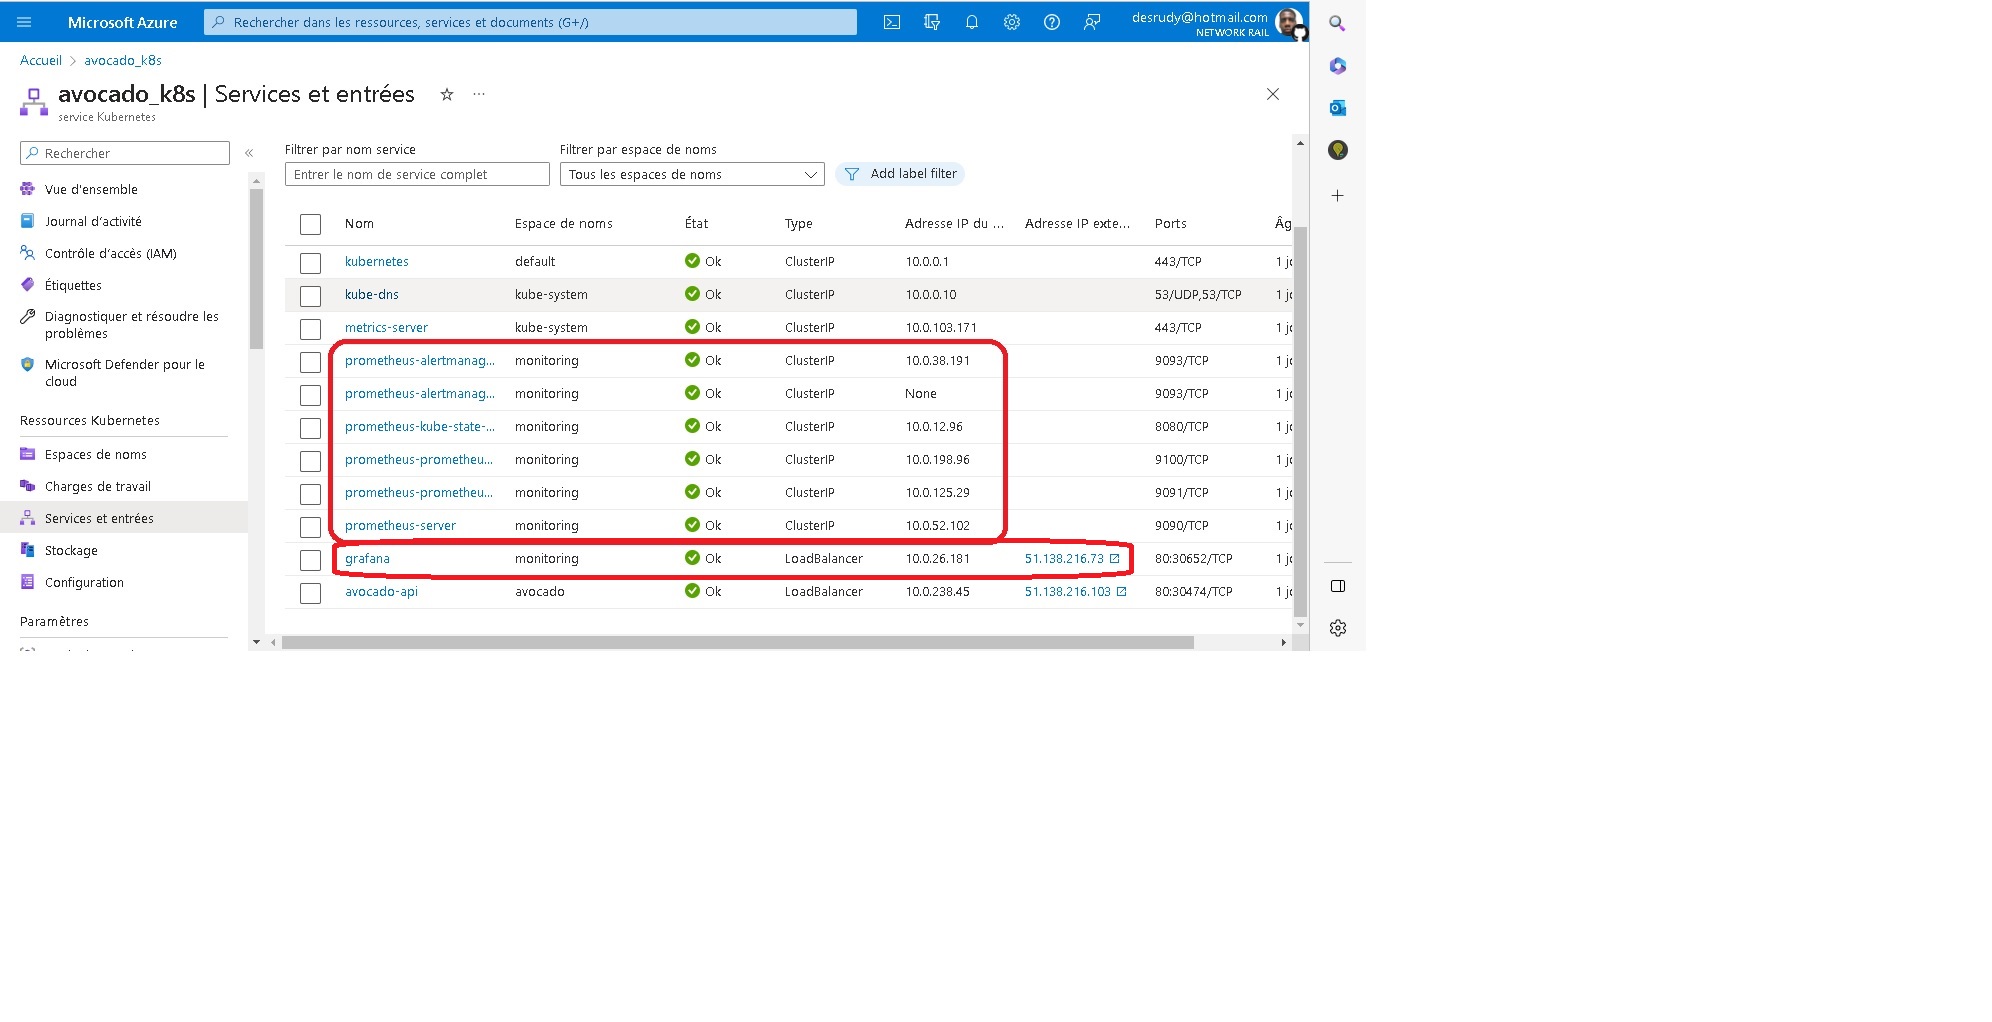 Microsoft Azure
Rechercher dans les ressources, services et documents (G+/)
desrudy@hotmail.com
NETWORK RAIL
Accueil > avocado_k8s
avocado_k8s | Services et entrées
service Kubernetes
Rechercher
Vue d'ensemble
Journal d'activité
Contrôle d'accès (IAM)
Étiquettes
Diagnostiquer et résoudre les
problèmes
Microsoft Defender pour le
cloud
Ressources Kubernetes
Espaces de noms
Charges de travail
Services et entrées
Stockage
Configuration
Paramètres
Filtrer par nom service
Entrer le nom de service complet
Filtrer par espace de noms
Tous les espaces de noms
Add label filter
Nom Espace de noms État Type Adresse IP du ... Adresse IP exte... Ports Âg
kubernetes default Ok ClusterIP 10.0.0.1 443/TCP 1 jo
kube-dns kube-system Ok ClusterIP 10.0.0.10 53/UDP,53/TCP 1 jo
metrics-server kube-system Ok ClusterIP 10.0.103.171 443/TCP 1 jo
prometheus-alertmanag... monitoring Ok ClusterIP 10.0.38.191 9093/TCP 1 jo
prometheus-alertmanag... monitoring Ok ClusterIP None 9093/TCP 1 jo
prometheus-kube-state-... monitoring Ok ClusterIP 10.0.12.96 8080/TCP 1 jo
prometheus-prometheu... monitoring Ok ClusterIP 10.0.198.96 9100/TCP 1 jo
prometheus-prometheu... monitoring Ok ClusterIP 10.0.125.29 9091/TCP 1 jo
prometheus-server monitoring Ok ClusterIP 10.0.52.102 9090/TCP 1 jo
grafana monitoring Ok LoadBalancer 10.0.26.181 51.138.216.73 80:30652/TCP 1 jo
avocado-api avocado Ok LoadBalancer 10.0.238.45 51.138.216.103 80:30474/TCP 1 jo